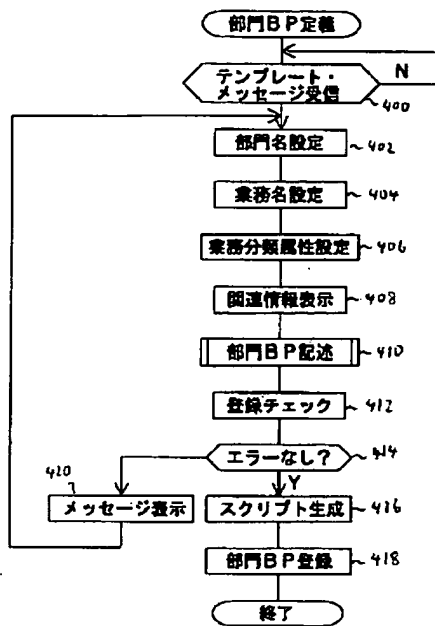 部門BP定義
テンプレート・
メッセージ受信
N
400
部門名設定
402
業務名設定
404
業務分類属性設定
406
関連情報表示
408
部門BP記述
410
登録チェック
412
エラーなし?
414
Y
420
メッセージ表示
スクリプト生成
416
部門BP登録
418
終了